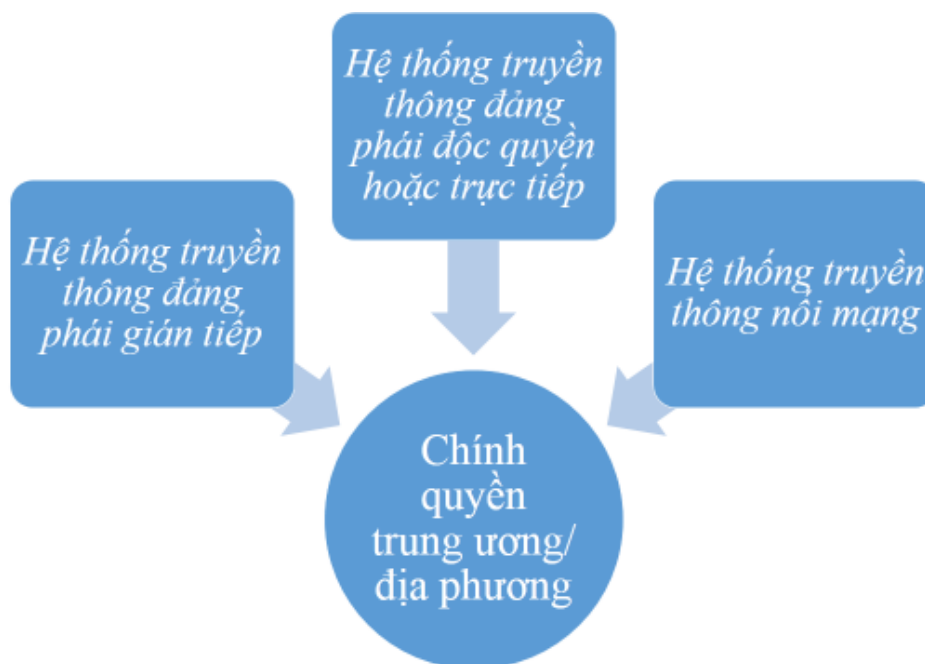 Hệ thống truyền
thông đảng
phái độc quyền
hoặc trực tiếp
Hệ thống truyền
thông đảng
phái gián tiếp
Hệ thống truyền
thông nối mạng
Chính
quyền
trung ương/
địa phương